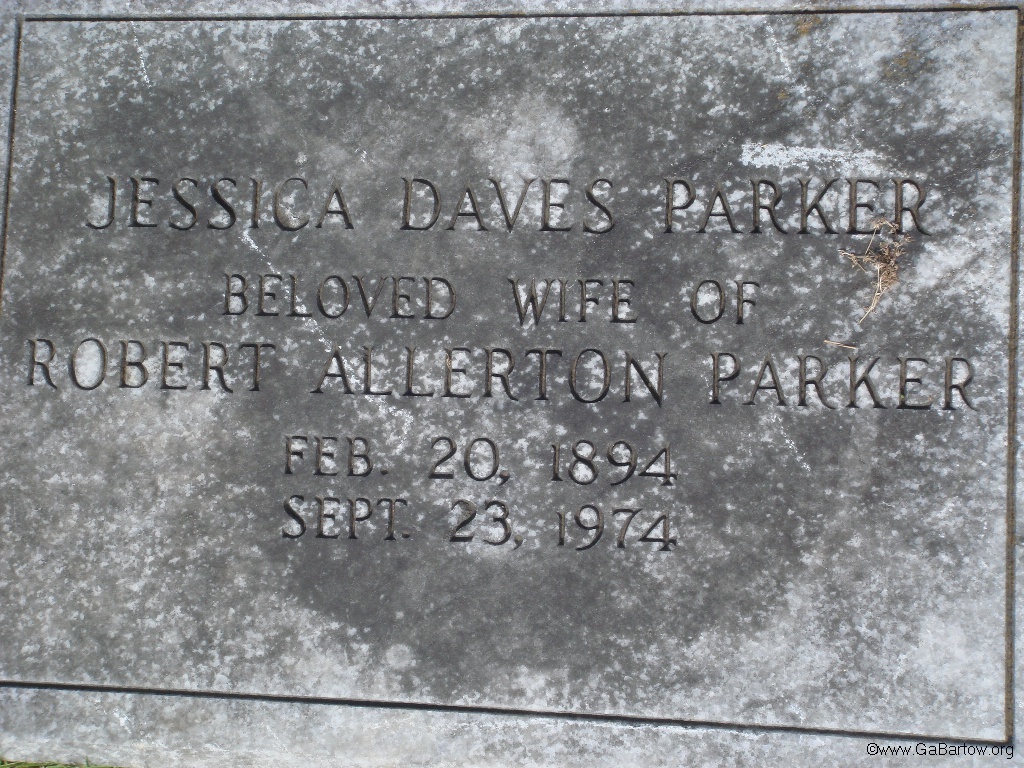 JESSICA DAVES PARKER
BELOVED WIFE OF
ROBERT ALLERTON PARKER
FEB. 20, 1894
SEPT. 23, 1974
©www.GaBartow.org